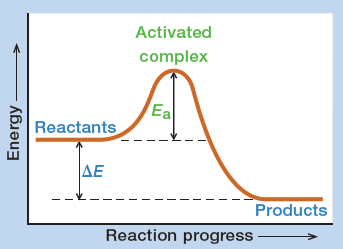 Activated
complex
Eₐ
Reactants
ΔE
Products
Energy
Reaction progress